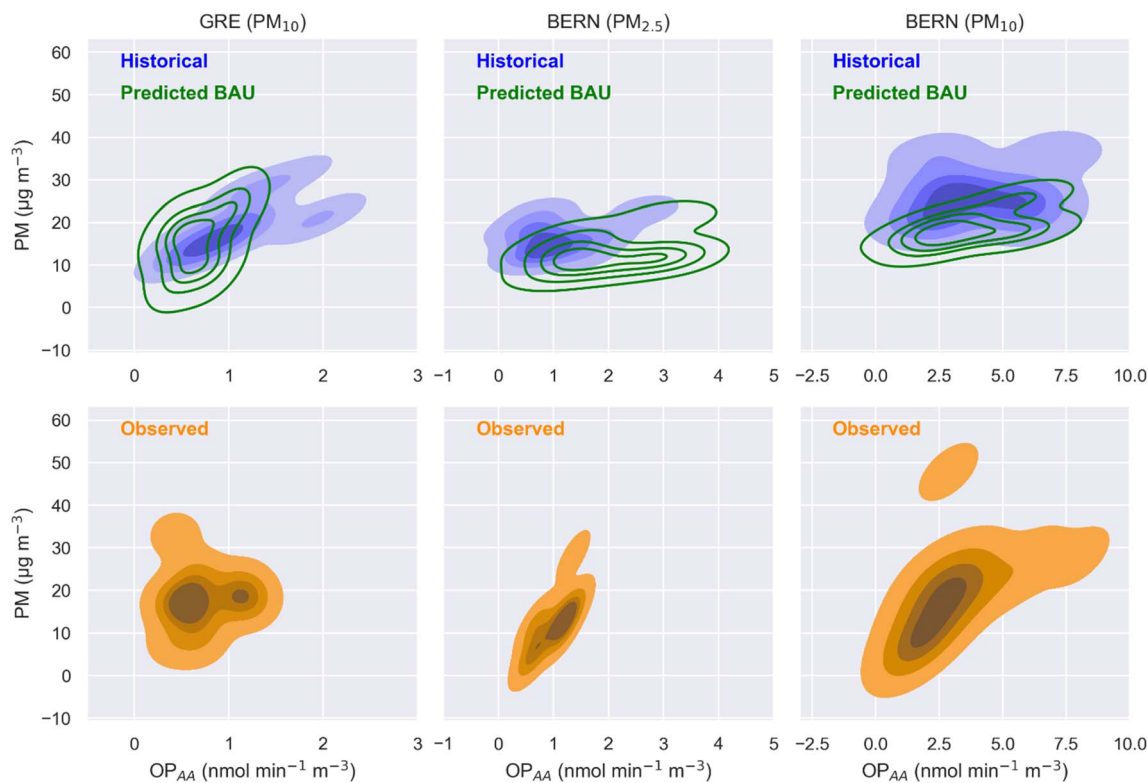 GRE (PM₁₀) BERN (PM₂.₅) BERN (PM₁₀)
60 Historical Historical Historical
50 Predicted BAU Predicted BAU Predicted BAU
40
30
20
10
0
−10
PM (µg m⁻³)
0 1 2 3 −1 0 1 2 3 4 5 −2.5 0.0 2.5 5.0 7.5 10.0
60 Observed Observed Observed
50
40
30
20
10
0
−10
PM (µg m⁻³)
0 1 2 3 −1 0 1 2 3 4 5 −2.5 0.0 2.5 5.0 7.5 10.0
OP_AA (nmol min⁻¹ m⁻³) OP_AA (nmol min⁻¹ m⁻³) OP_AA (nmol min⁻¹ m⁻³)